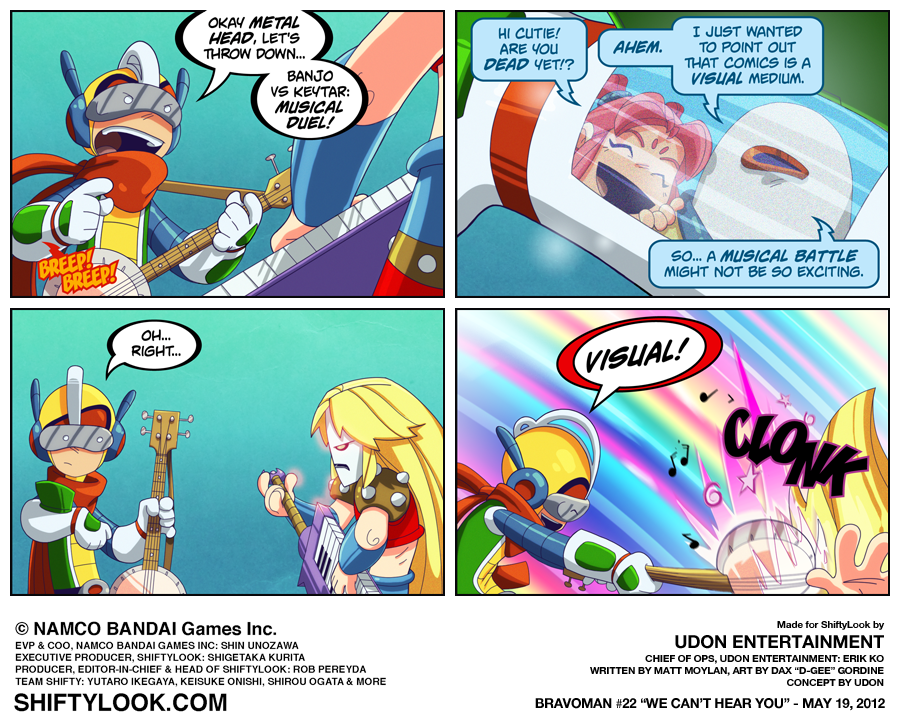 OKAY METAL
HEAD, LET'S
THROW DOWN...
BANJO
VS KEYTAR:
MUSICAL
DUEL!
BREEP!
BREEP!
HI CUTIE!
ARE YOU
DEAD YET!?
AHEM.
I JUST WANTED
TO POINT OUT
THAT COMICS IS A
VISUAL MEDIUM.
SO... A MUSICAL BATTLE
MIGHT NOT BE SO EXCITING.
OH...
RIGHT...
VISUAL!
CLONK
© NAMCO BANDAI Games Inc.
EVP & COO, NAMCO BANDAI GAMES INC: SHIN UNOZAWA
EXECUTIVE PRODUCER, SHIFTYLOOK: SHIGETAKA KURITA
PRODUCER, EDITOR-IN-CHIEF & HEAD OF SHIFTYLOOK: ROB PEREYDA
TEAM SHIFTY: YUTARO IKEGAYA, KEISUKE ONISHI, SHIROU OGATA & MORE
SHIFTYLOOK.COM
Made for ShiftyLook by
UDON ENTERTAINMENT
CHIEF OF OPS, UDON ENTERTAINMENT: ERIK KO
WRITTEN BY MATT MOYLAN, ART BY DAX "D-GEE" GORDINE
CONCEPT BY UDON
BRAVOMAN #22 "WE CAN'T HEAR YOU" - MAY 19, 2012